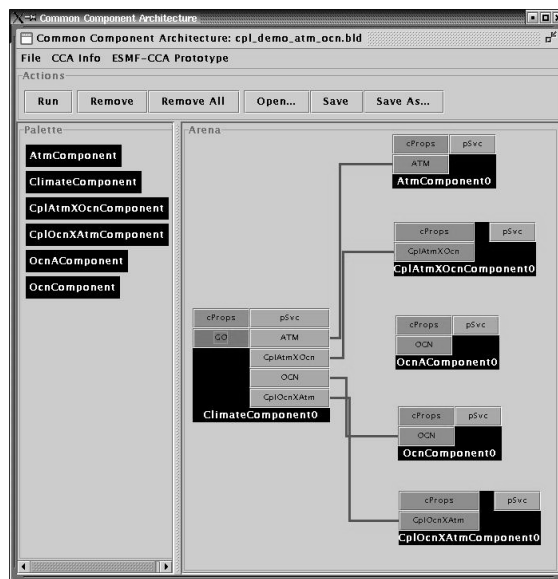 Common Component Architecture
Common Component Architecture: cpl_demo_atm_ocn.bld
File CCA Info ESMF-CCA Prototype
Actions
Run Remove Remove All Open... Save Save As...
Palette
AtmComponent
ClimateComponent
CplAtmXOcnComponent
CplOcnXAtmComponent
OcnAComponent
OcnComponent
Arena
cProps pSvc
ATM
AtmComponent0
cProps pSvc
CplAtmXOcn
CplAtmXOcnComponent0
cProps pSvc
GO ATM
CplAtmXOcn
OCN
CplOcnXAtm
ClimateComponent0
cProps pSvc
OCN
OcnAComponent0
cProps pSvc
OCN
OcnComponent0
cProps pSvc
CplOcnXAtm
CplOcnXAtmComponent0